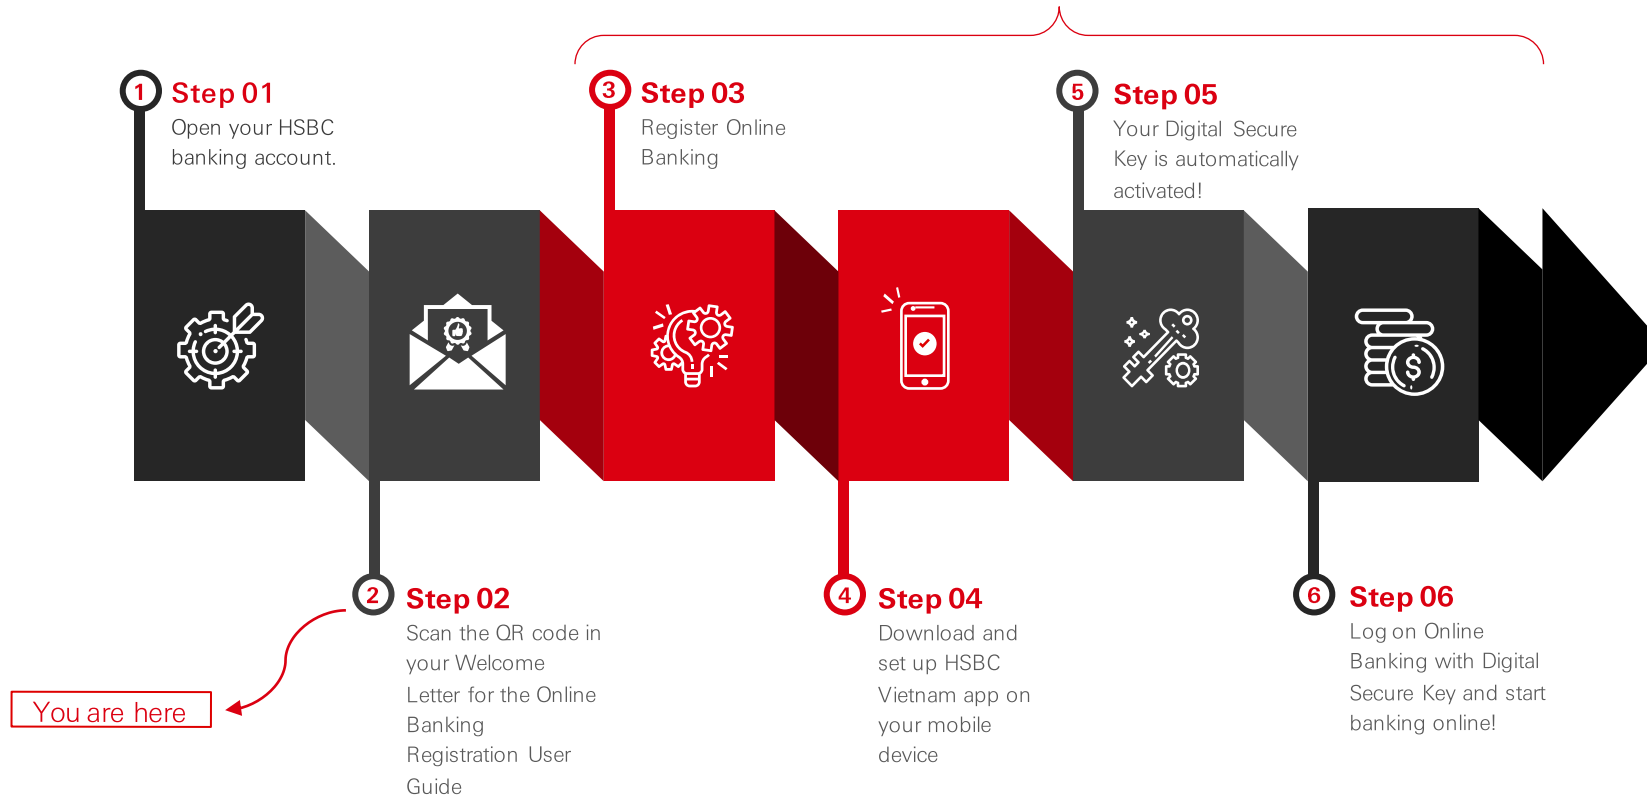 1
Step 01
Open your HSBC
banking account.
3
Step 03
Register Online
Banking
5
Step 05
Your Digital Secure
Key is automatically
activated!
$
2
Step 02
Scan the QR code in
your Welcome
Letter for the Online
Banking
Registration User
Guide
You are here
4
Step 04
Download and
set up HSBC
Vietnam app on
your mobile
device
6
Step 06
Log on Online
Banking with Digital
Secure Key and start
banking online!